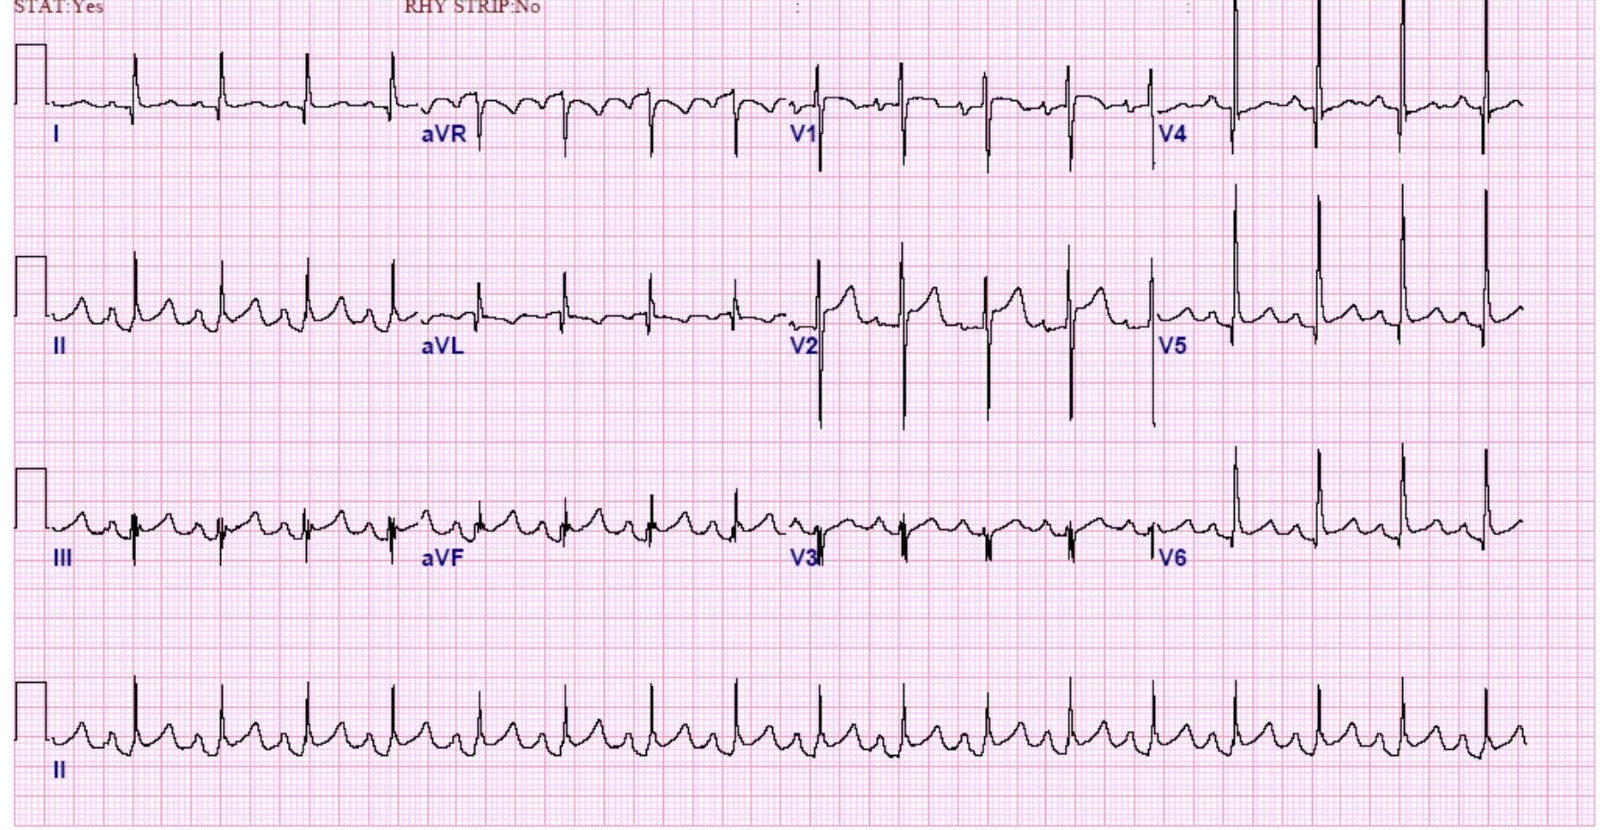 STAT:Yes RHY STRIP:No : :
I aVR V1 V4
II aVL V2 V5
III aVF V3 V6
II